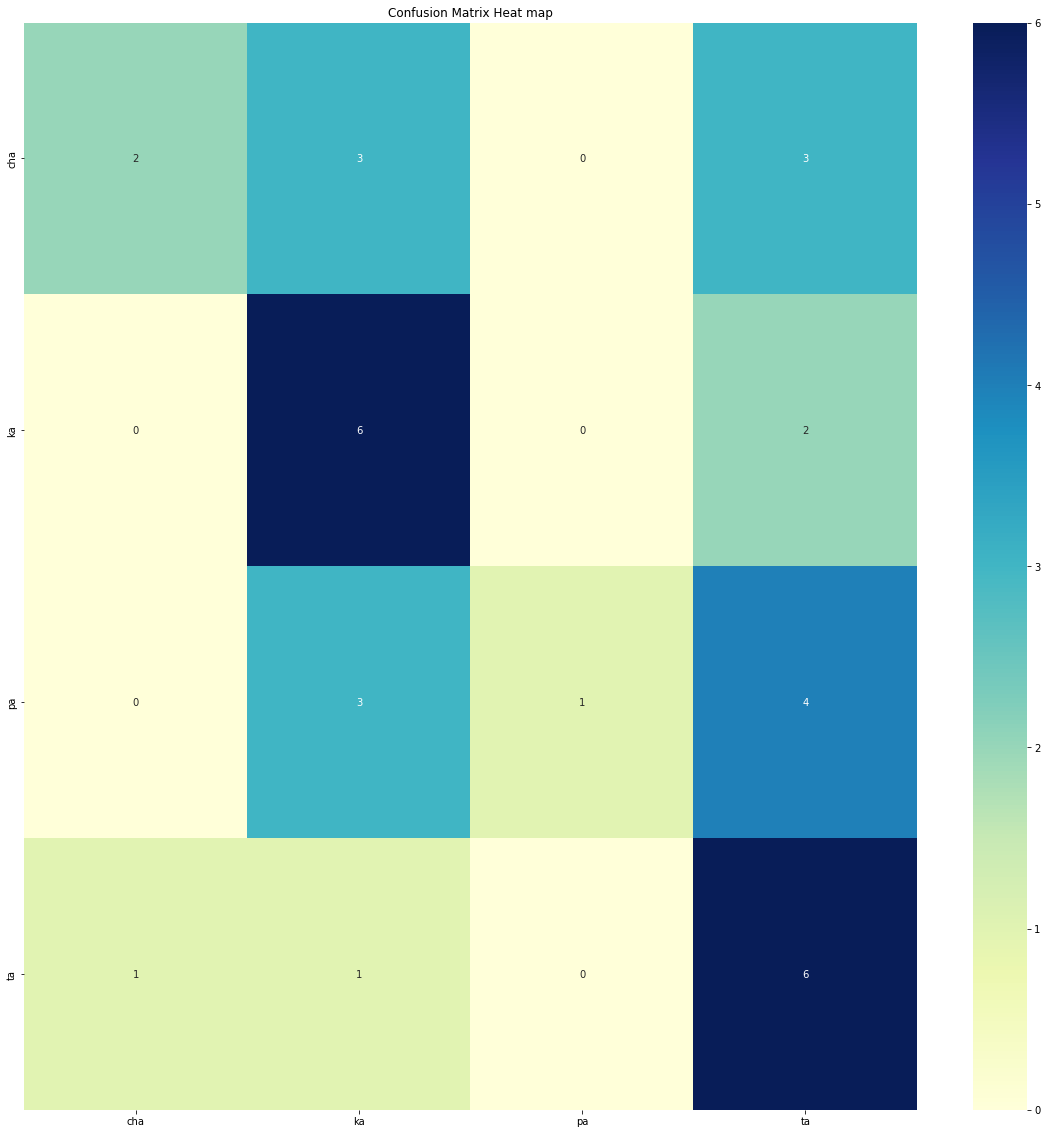 Confusion Matrix Heat map
cha 2 3 0 3
ka 0 6 0 2
pa 0 3 1 4
ta 1 1 0 6
cha ka pa ta
6
5
4
3
2
1
0